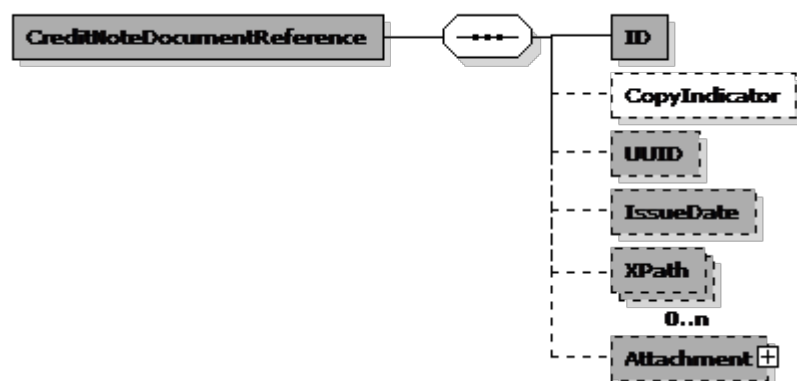 CreditNoteDocumentReference
ID
CopyIndicator
UUID
IssueDate
XPath
0..n
Attachment